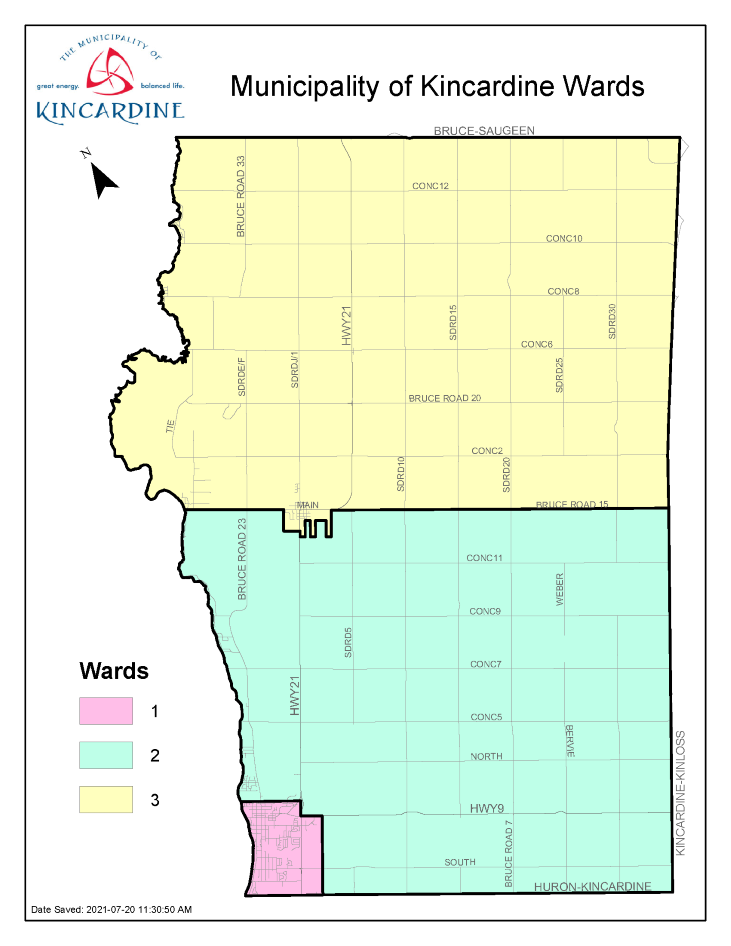 THE MUNICIPALITY OF
great energy. balanced life.
KINCARDINE
Municipality of Kincardine Wards
N
BRUCE-SAUGEEN
BRUCE ROAD 33
CONC12
CONC10
CONC8
HWY21
SDRD15
SDRD30
CONC6
SDRDE/F
SDRDJ/1
SDRD25
BRUCE ROAD 20
TIE
CONC2
SDRD10
SDRD20
MAIN
BRUCE ROAD 15
BRUCE ROAD 23
CONC11
WEBER
CONC9
SDRD5
CONC7
HWY21
CONC5
BERVIE
NORTH
KINCARDINE-KINLOSS
HWY9
BRUCE ROAD 7
SOUTH
HURON-KINCARDINE
Wards
1
2
3
Date Saved: 2021-07-20 11:30:50 AM